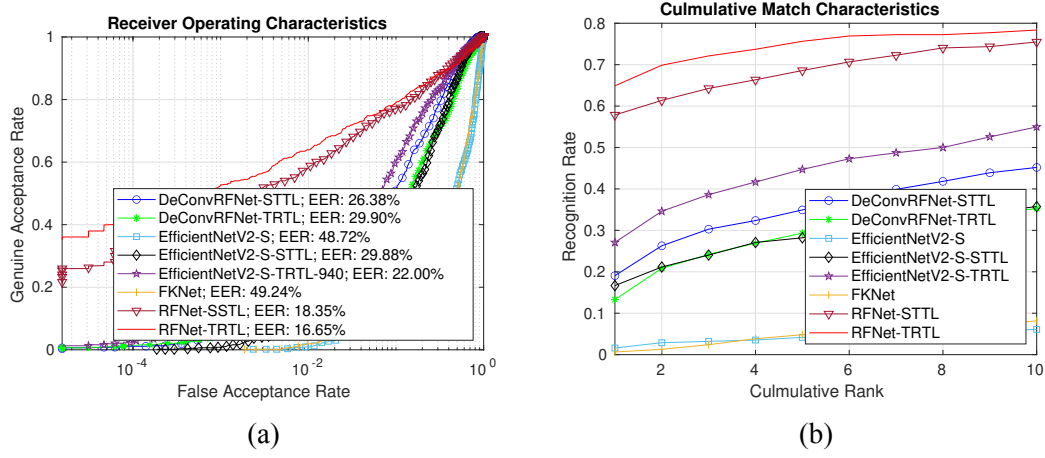 Receiver Operating Characteristics
1
0.8
0.6
0.4
0.2
0
Genuine Acceptance Rate
DeConvRFNet-STTL; EER: 26.38%
DeConvRFNet-TRTL; EER: 29.90%
EfficientNetV2-S; EER: 48.72%
EfficientNetV2-S-STTL; EER: 29.88%
EfficientNetV2-S-TRTL-940; EER: 22.00%
FKNet; EER: 49.24%
RFNet-SSTL; EER: 18.35%
RFNet-TRTL; EER: 16.65%
10^-4
10^-2
10^0
False Acceptance Rate
(a)
Culmulative Match Characteristics
0.8
0.7
0.6
0.5
0.4
0.3
0.2
0.1
0
Recognition Rate
DeConvRFNet-STTL
DeConvRFNet-TRTL
EfficientNetV2-S
EfficientNetV2-S-STTL
EfficientNetV2-S-TRTL
FKNet
RFNet-STTL
RFNet-TRTL
2
4
6
8
10
Culmulative Rank
(b)